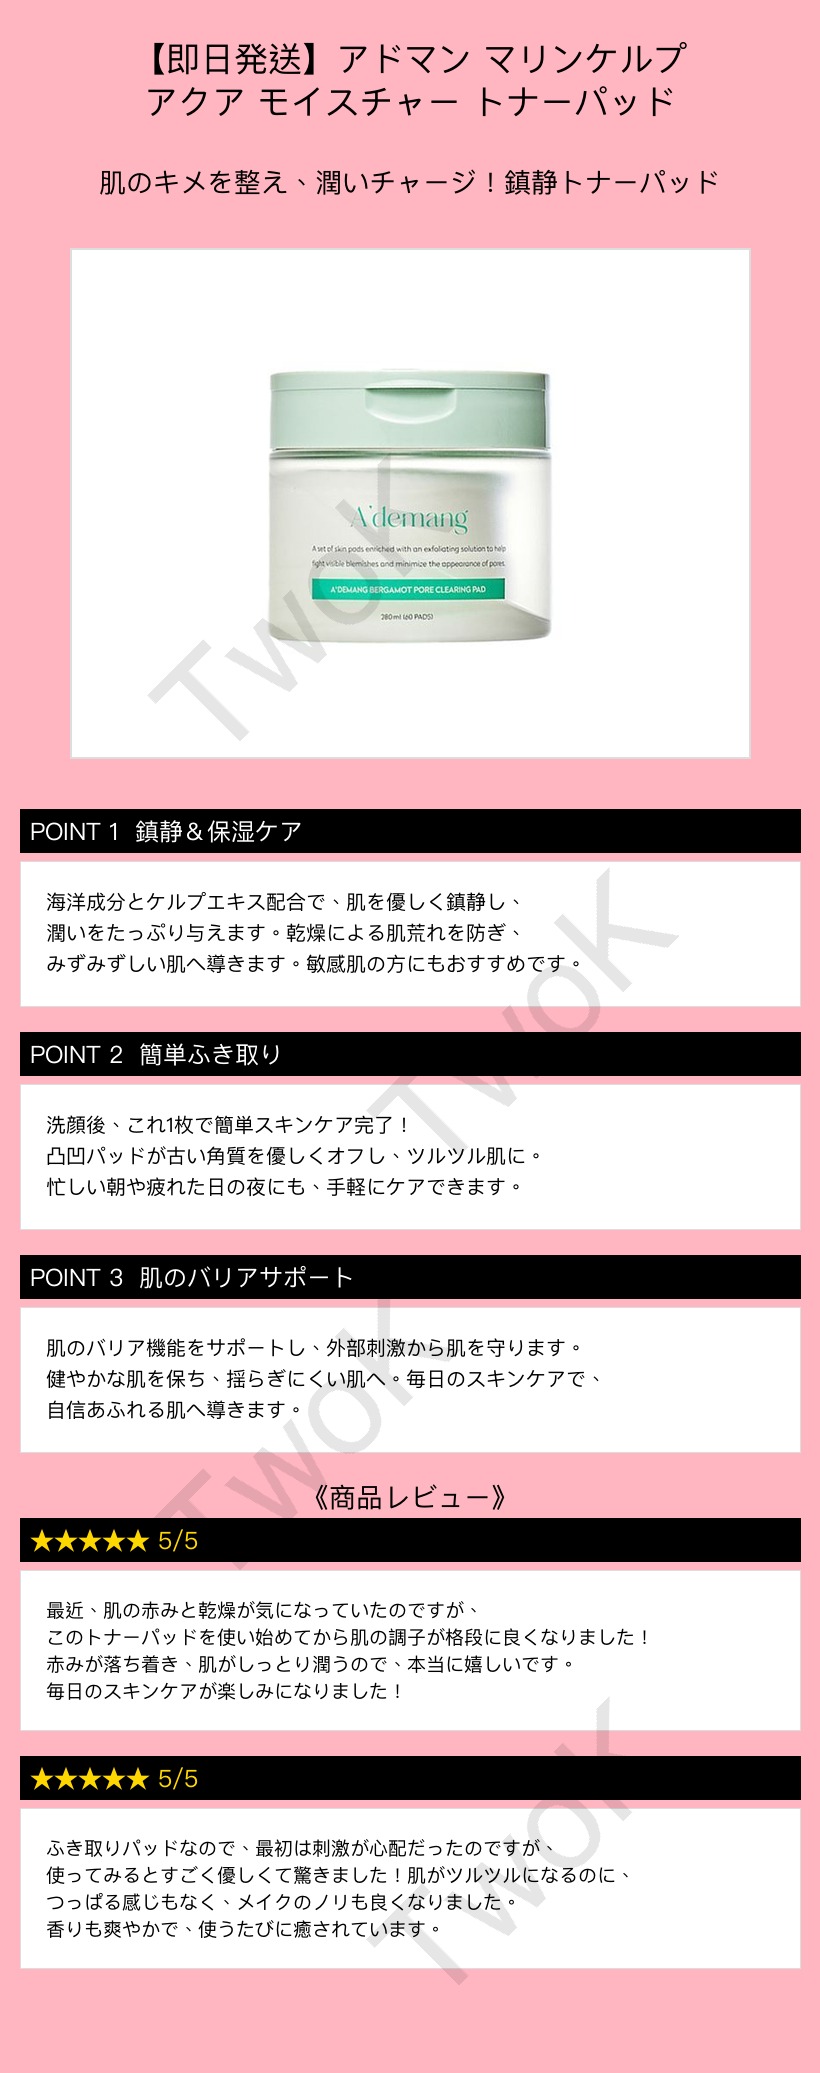 【即日発送】アドマン マリンケルプ
アクア モイスチャー トナーパッド
肌のキメを整え、潤いチャージ！鎮静トナーパッド
A'demang
A set of skin pads enriched with an exfoliating solution to help
fight visible blemishes and minimize the appearance of pores.
A'DEMANG BERGAMOT PORE CLEARING PAD
280ml (60 PADS)
TwoK
POINT 1 鎮静＆保湿ケア
海洋成分とケルプエキス配合で、肌を優しく鎮静し、
潤いをたっぷり与えます。乾燥による肌荒れを防ぎ、
みずみずしい肌へ導きます。敏感肌の方にもおすすめです。
TwoK
POINT 2 簡単ふき取り
洗顔後、これ1枚で簡単スキンケア完了！
凸凹パッドが古い角質を優しくオフし、ツルツル肌に。
忙しい朝や疲れた日の夜にも、手軽にケアできます。
POINT 3 肌のバリアサポート
肌のバリア機能をサポートし、外部刺激から肌を守ります。
健やかな肌を保ち、揺らぎにくい肌へ。毎日のスキンケアで、
自信あふれる肌へ導きます。
TwoK
《商品レビュー》
★★★★★ 5/5
最近、肌の赤みと乾燥が気になっていたのですが、
このトナーパッドを使い始めてから肌の調子が格段に良くなりました！
赤みが落ち着き、肌がしっとり潤うので、本当に嬉しいです。
毎日のスキンケアが楽しみになりました！
★★★★★ 5/5
ふき取りパッドなので、最初は刺激が心配だったのですが、
使ってみるとすごく優しくて驚きました！肌がツルツルになるのに、
つっぱる感じもなく、メイクのノリも良くなりました。
香りも爽やかで、使うたびに癒されています。
TwoK